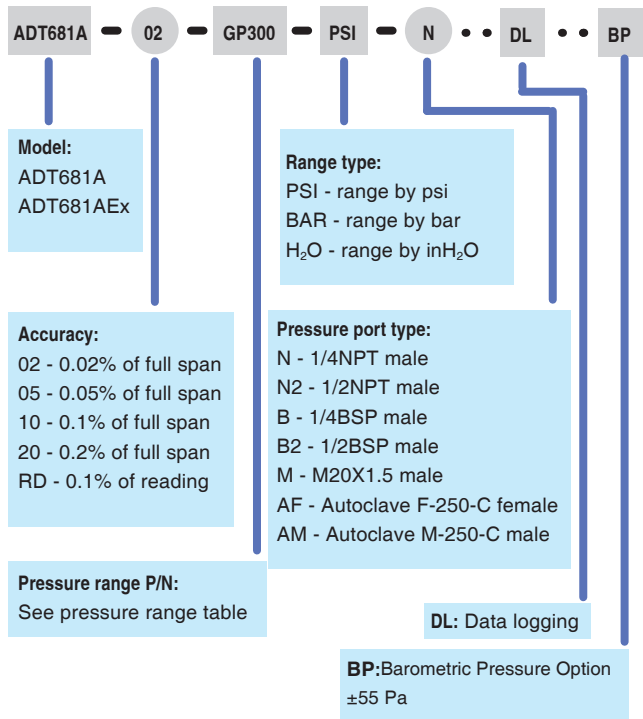 ADT681A - 02 - GP300 - PSI - N • • DL • • BP
Model:
ADT681A
ADT681AEx
Range type:
PSI - range by psi
BAR - range by bar
H₂O - range by inH₂O
Accuracy:
02 - 0.02% of full span
05 - 0.05% of full span
10 - 0.1% of full span
20 - 0.2% of full span
RD - 0.1% of reading
Pressure port type:
N - 1/4NPT male
N2 - 1/2NPT male
B - 1/4BSP male
B2 - 1/2BSP male
M - M20X1.5 male
AF - Autoclave F-250-C female
AM - Autoclave M-250-C male
Pressure range P/N:
See pressure range table
DL: Data logging
BP:Barometric Pressure Option
±55 Pa